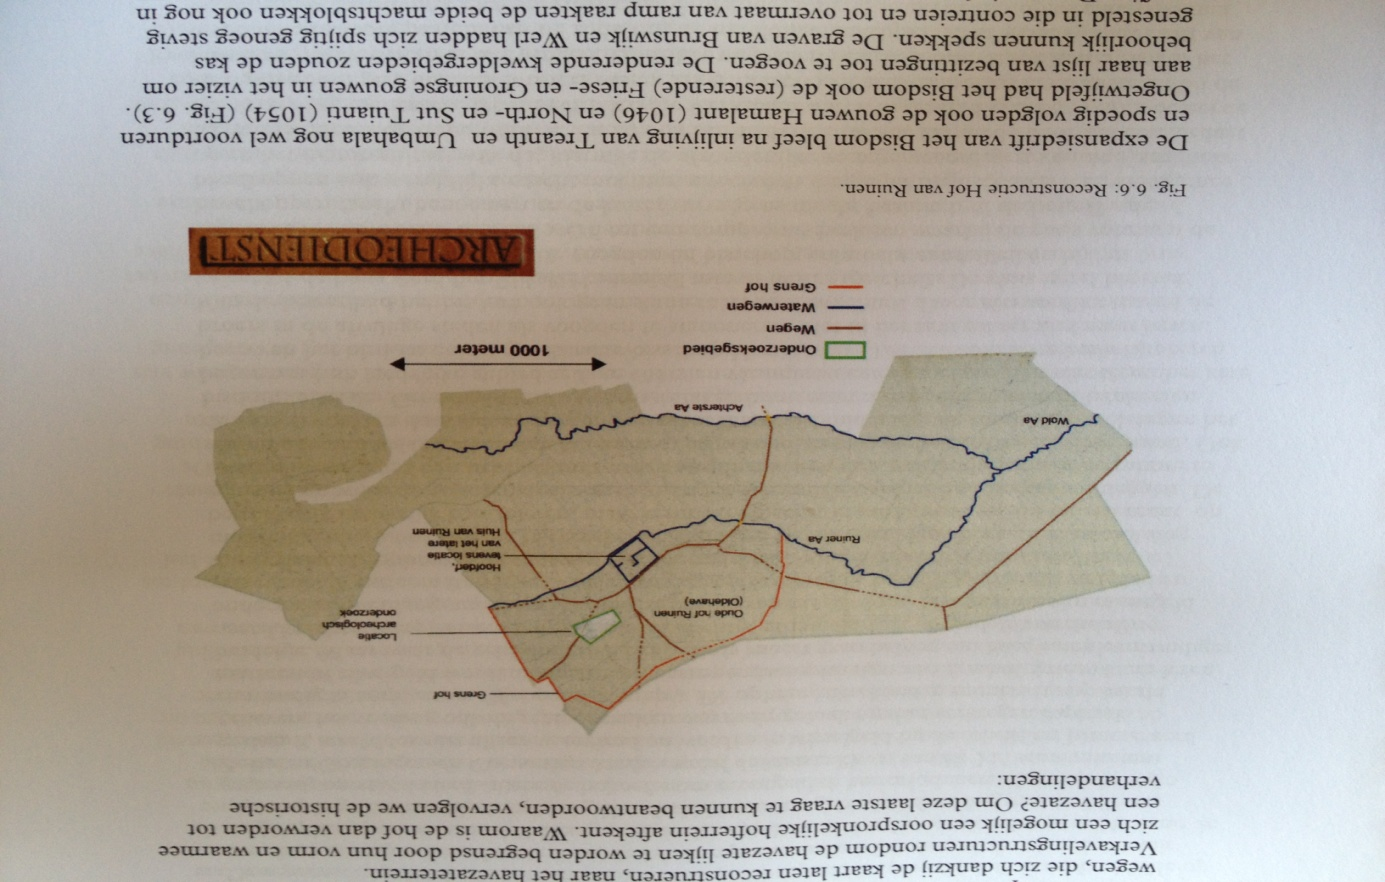 wegen, die zich dankzij de kaart laten reconstrueren, naar het havezateterrein.
Verkavelingsstructuren rondom de havezate lijken te worden begrensd door hun vorm en waarmee
zich een mogelijk een oorspronkelijke hofterrein aftekent. Waarom is de hof dan verworden tot
een havezate? Om deze laatste vraag te kunnen beantwoorden, vervolgen we de historische
verhandelingen:
Grens hof
Locatie
archeologisch
onderzoek
Oude hof Ruinen
(Oldehave)
Hoofderf,
tevens locatie
van het latere
Huis van Ruinen
Ruiner Aa
Wold Aa
Achterste Aa
1000 meter
Onderzoeksgebied
Wegen
Waterwegen
Grens hof
ARCHEODIENST
Fig. 6.6: Reconstructie Hof van Ruinen.
De expansiedrift van het Bisdom bleef na inlijving van Treanth en Umbahala nog wel voortduren
en spoedig volgden ook de gouwen Hamalant (1046) en North- en Sut Tuianti (1054) (Fig. 6.3).
Ongetwijfeld had het Bisdom ook de (resterende) Friese- en Groningse gouwen in het vizier om
aan haar lijst van bezittingen toe te voegen. De renderende kweldergebieden zouden de kas
behoorlijk kunnen spekken. De graven van Brunswijk en Werl hadden zich spijtig genoeg stevig
genesteld in die contreien en tot overmaat van ramp raakten de beide machtsblokken ook nog in